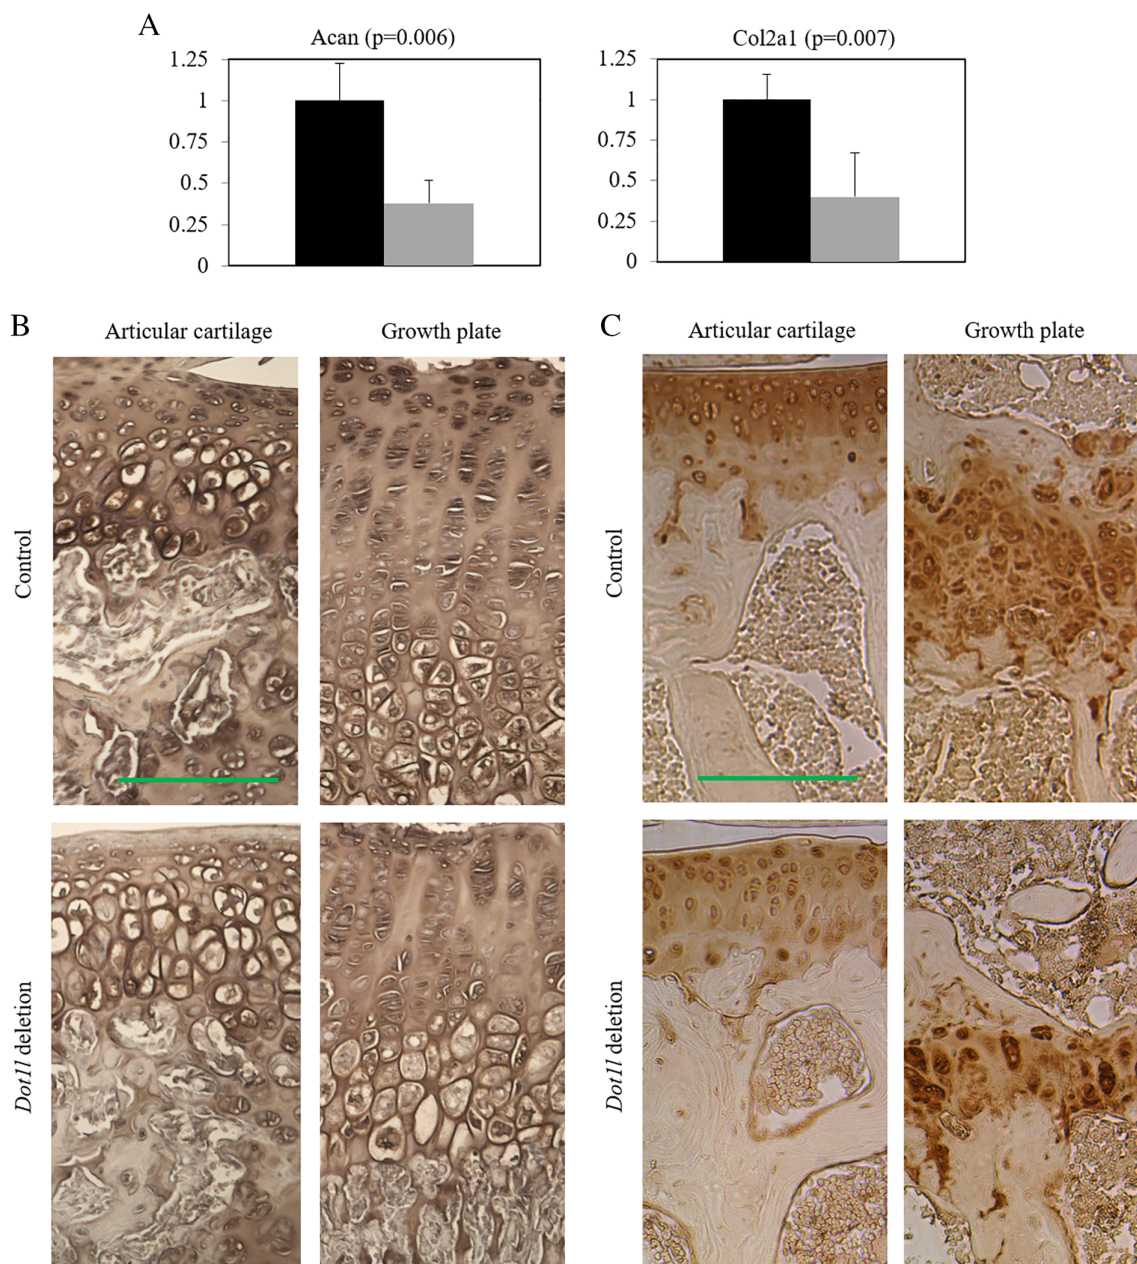 A
Acan (p=0.006)
1.25
1
0.75
0.5
0.25
0
Col2a1 (p=0.007)
1.25
1
0.75
0.5
0.25
0
B
Articular cartilage
Growth plate
C
Articular cartilage
Growth plate
Control
Control
Dot1l deletion
Dot1l deletion